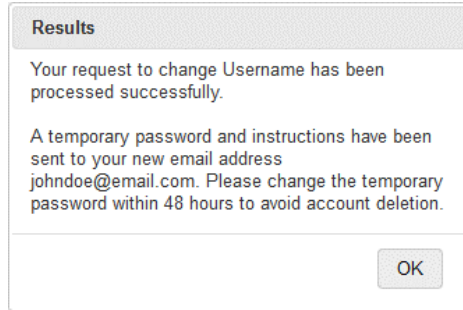 Results
Your request to change Username has been
processed successfully.
A temporary password and instructions have been
sent to your new email address
johndoe@email.com. Please change the temporary
password within 48 hours to avoid account deletion.
OK